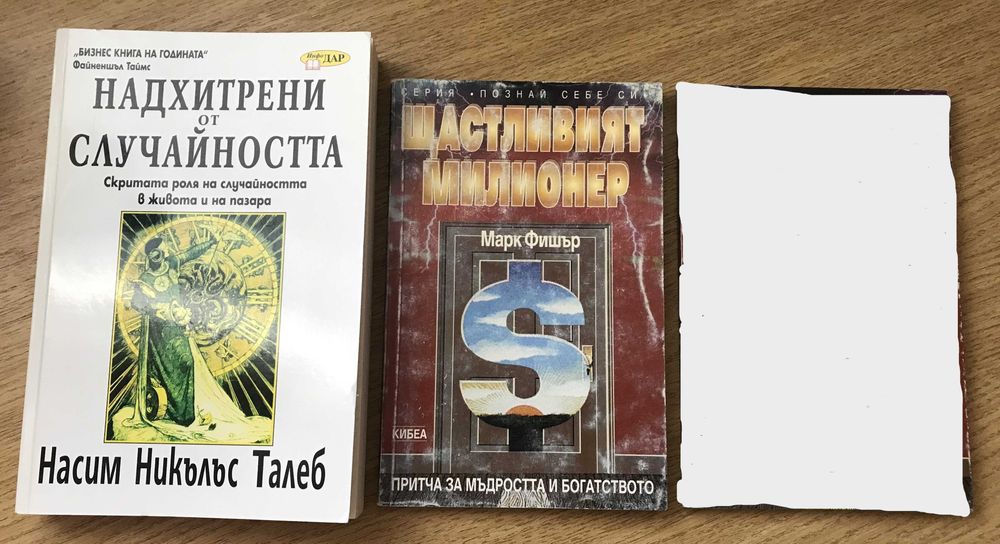 „БИЗНЕС КНИГА НА ГОДИНАТА“
Файненшъл Таймс
Инфо
ДАР
НАДХИТРЕНИ
ОТ
СЛУЧАЙНОСТТА
Скритата роля на случайността
в живота и на пазара
Насим Никълъс Талеб
СЕРИЯ • ПОЗНАЙ СЕБЕ СИ
ЩАСТЛИВИЯТ
МИЛИОНЕР
Марк Фишър
КИБЕА
ПРИТЧА ЗА МЪДРОСТТА И БОГАТСТВОТО